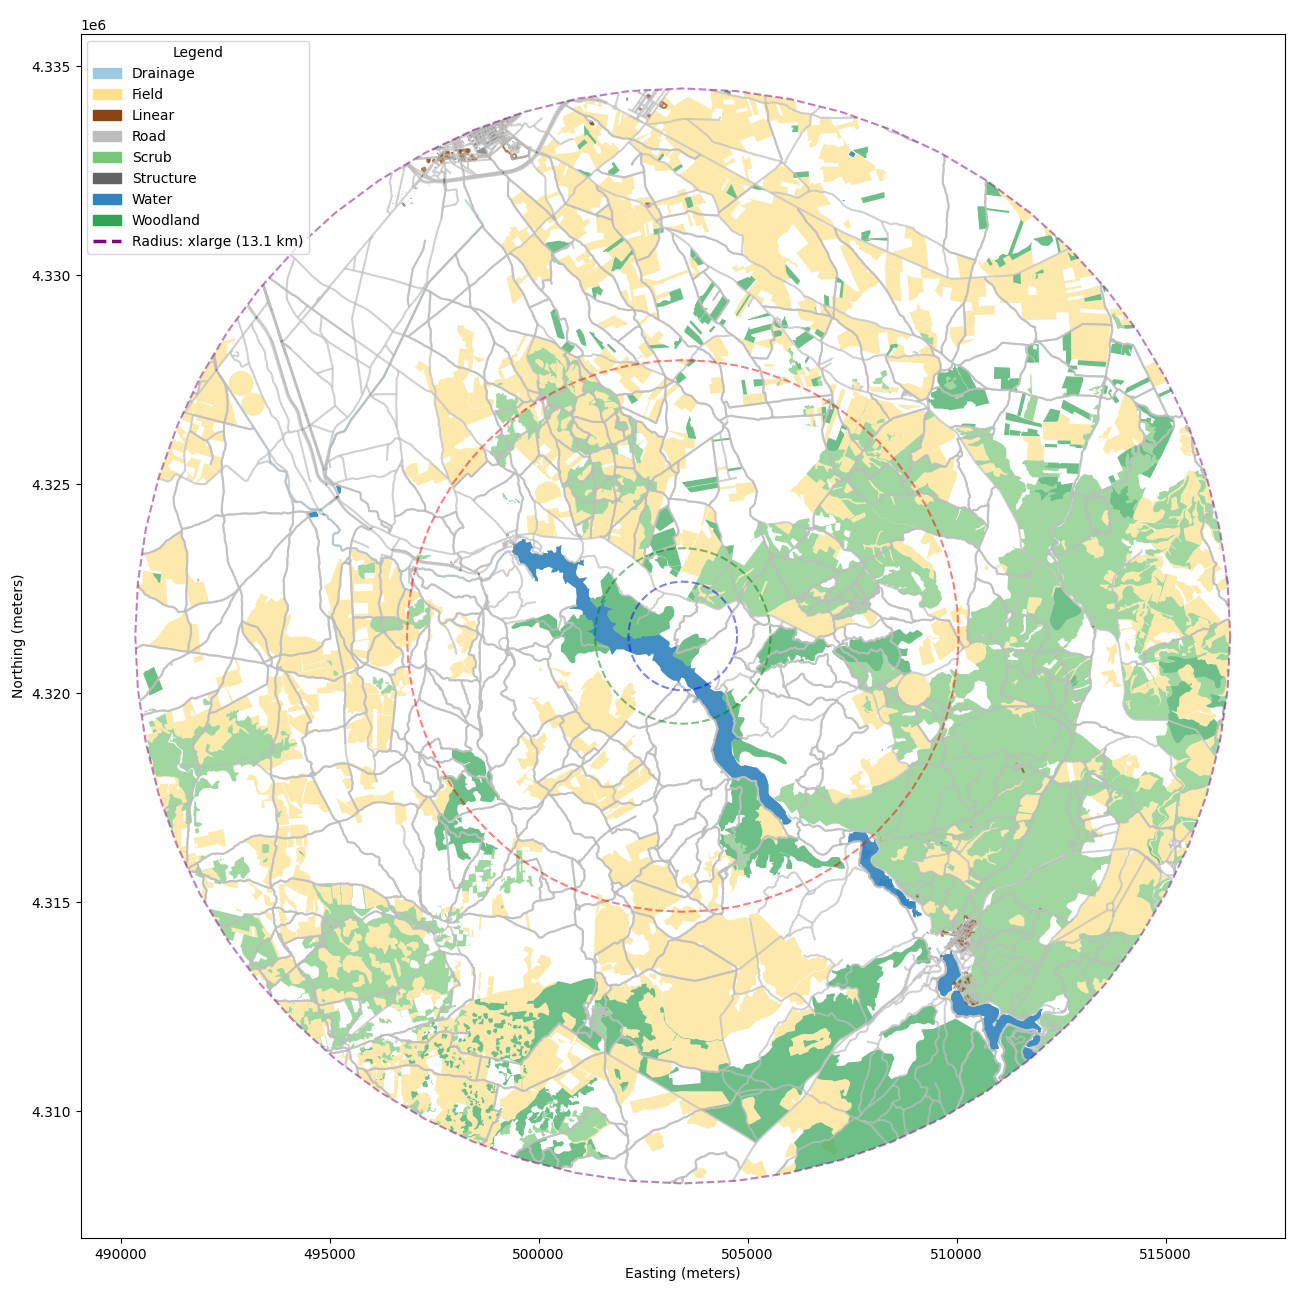 1e6
Legend
Drainage
Field
Linear
Road
Scrub
Structure
Water
Woodland
Radius: xlarge (13.1 km)
4.335
4.330
4.325
4.320
4.315
4.310
Northing (meters)
490000 495000 500000 505000 510000 515000
Easting (meters)